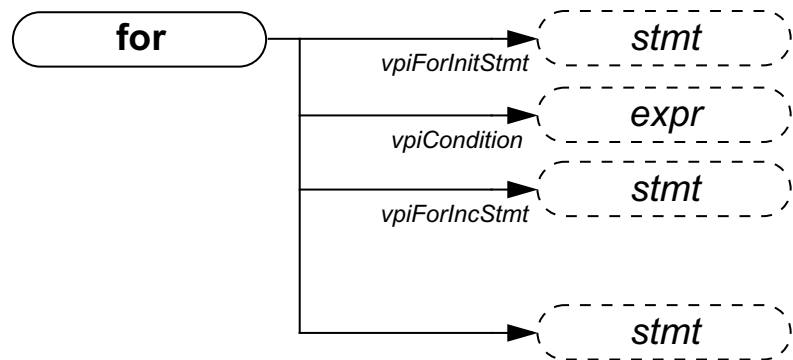 for
stmt
vpiForInitStmt
expr
vpiCondition
stmt
vpiForIncStmt
stmt